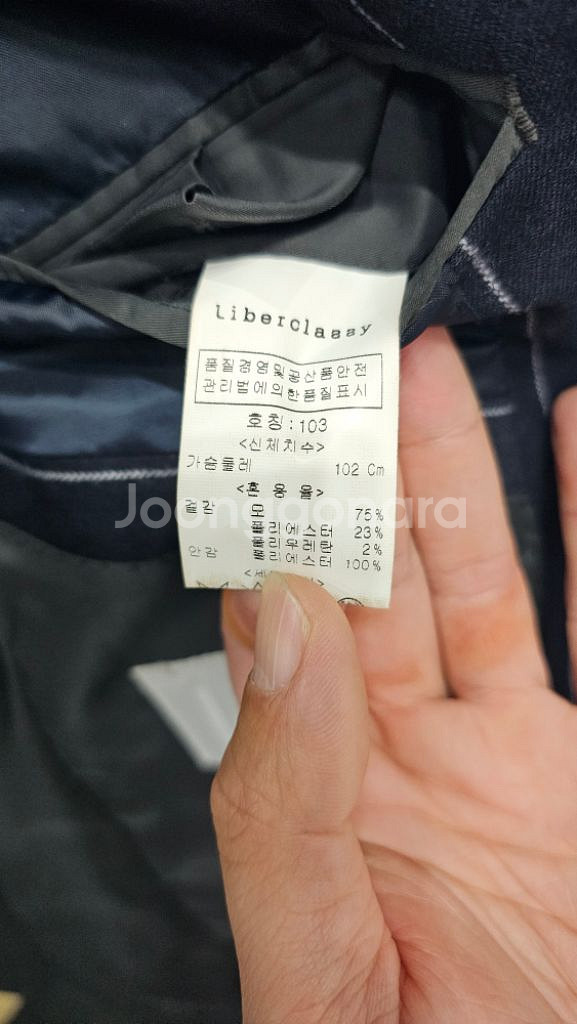 Liberclassy
품질경영및공산품안전
관리법에의한품질표시
호칭 : 103
<신체치수>
가슴둘레 102 Cm
<혼용율>
겉감 모 75%
폴리에스터 23%
폴리우레탄 2%
안감 폴리에스터 100%
Joonggonara